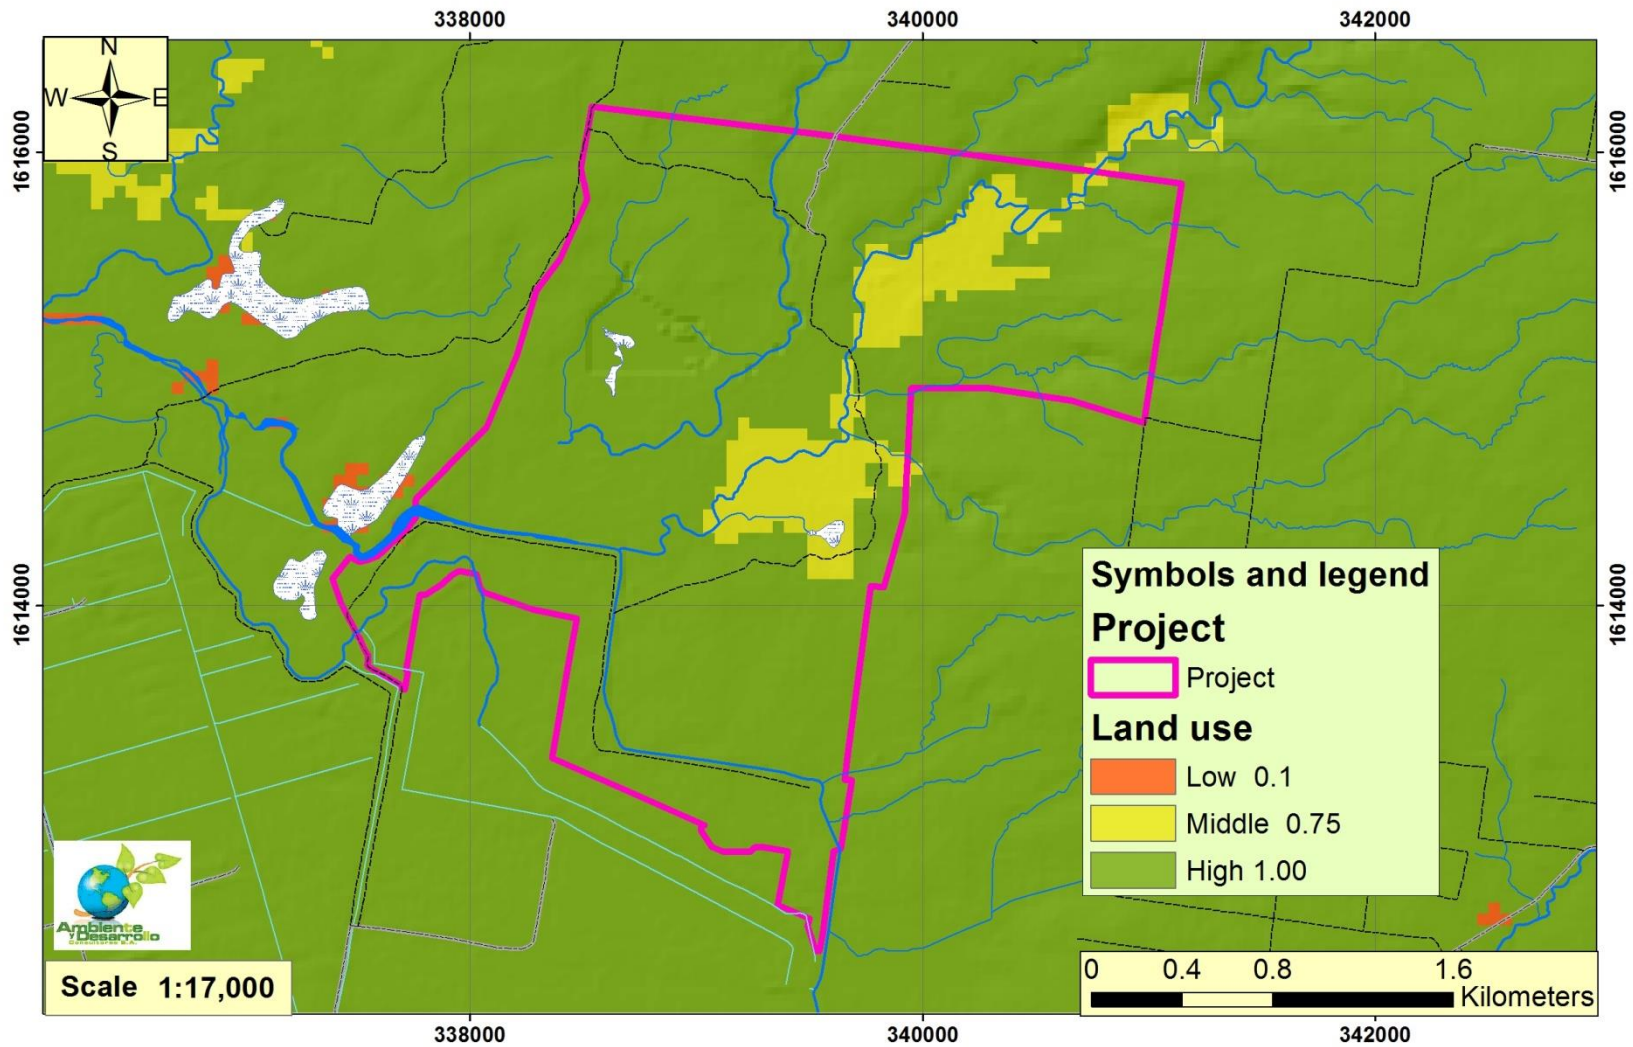 338000 340000 342000
N
W E
S
1616000 1616000
1614000 1614000
Symbols and legend
Project
Project
Land use
Low 0.1
Middle 0.75
High 1.00
Ambiente
y Desarrollo
Consultores S.A.
Scale 1:17,000
0 0.4 0.8 1.6
Kilometers
338000 340000 342000